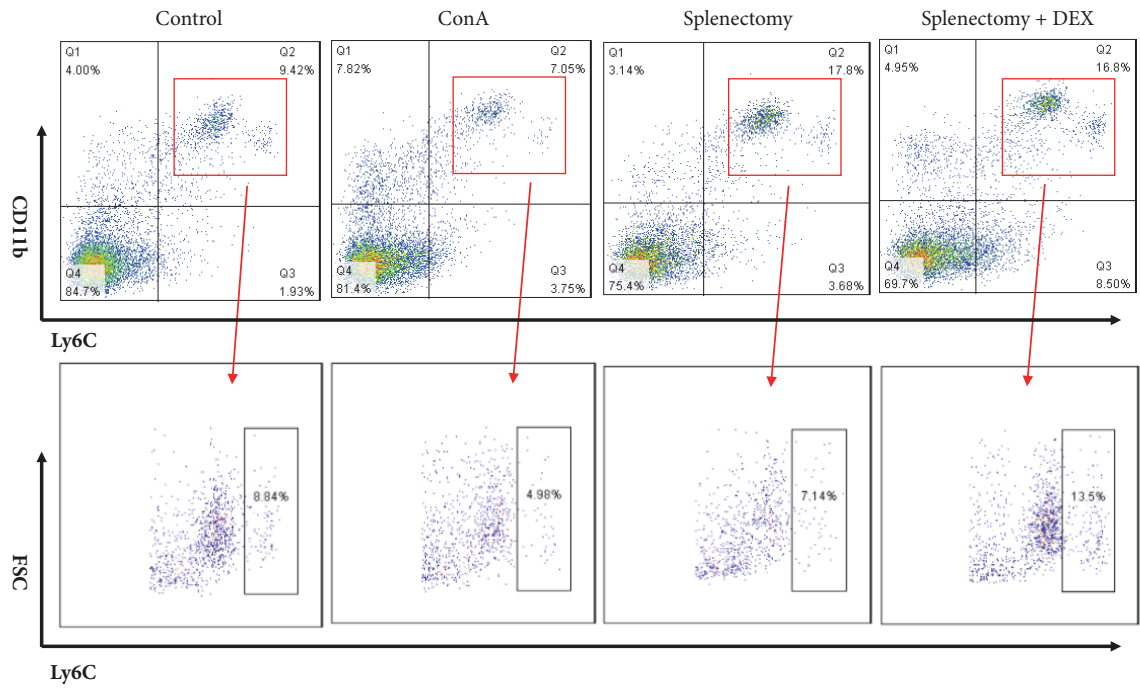 Control ConA Splenectomy Splenectomy + DEX
Q1 Q2 Q1 Q2 Q1 Q2 Q1 Q2
4.00% 9.42% 7.82% 7.05% 3.14% 17.8% 4.95% 16.8%
CD11b
Q4 Q3 Q4 Q3 Q4 Q3 Q4 Q3
84.7% 1.93% 81.4% 3.75% 75.4% 3.68% 69.7% 8.50%
Ly6C
8.84% 4.98% 7.14% 13.5%
FSC
Ly6C